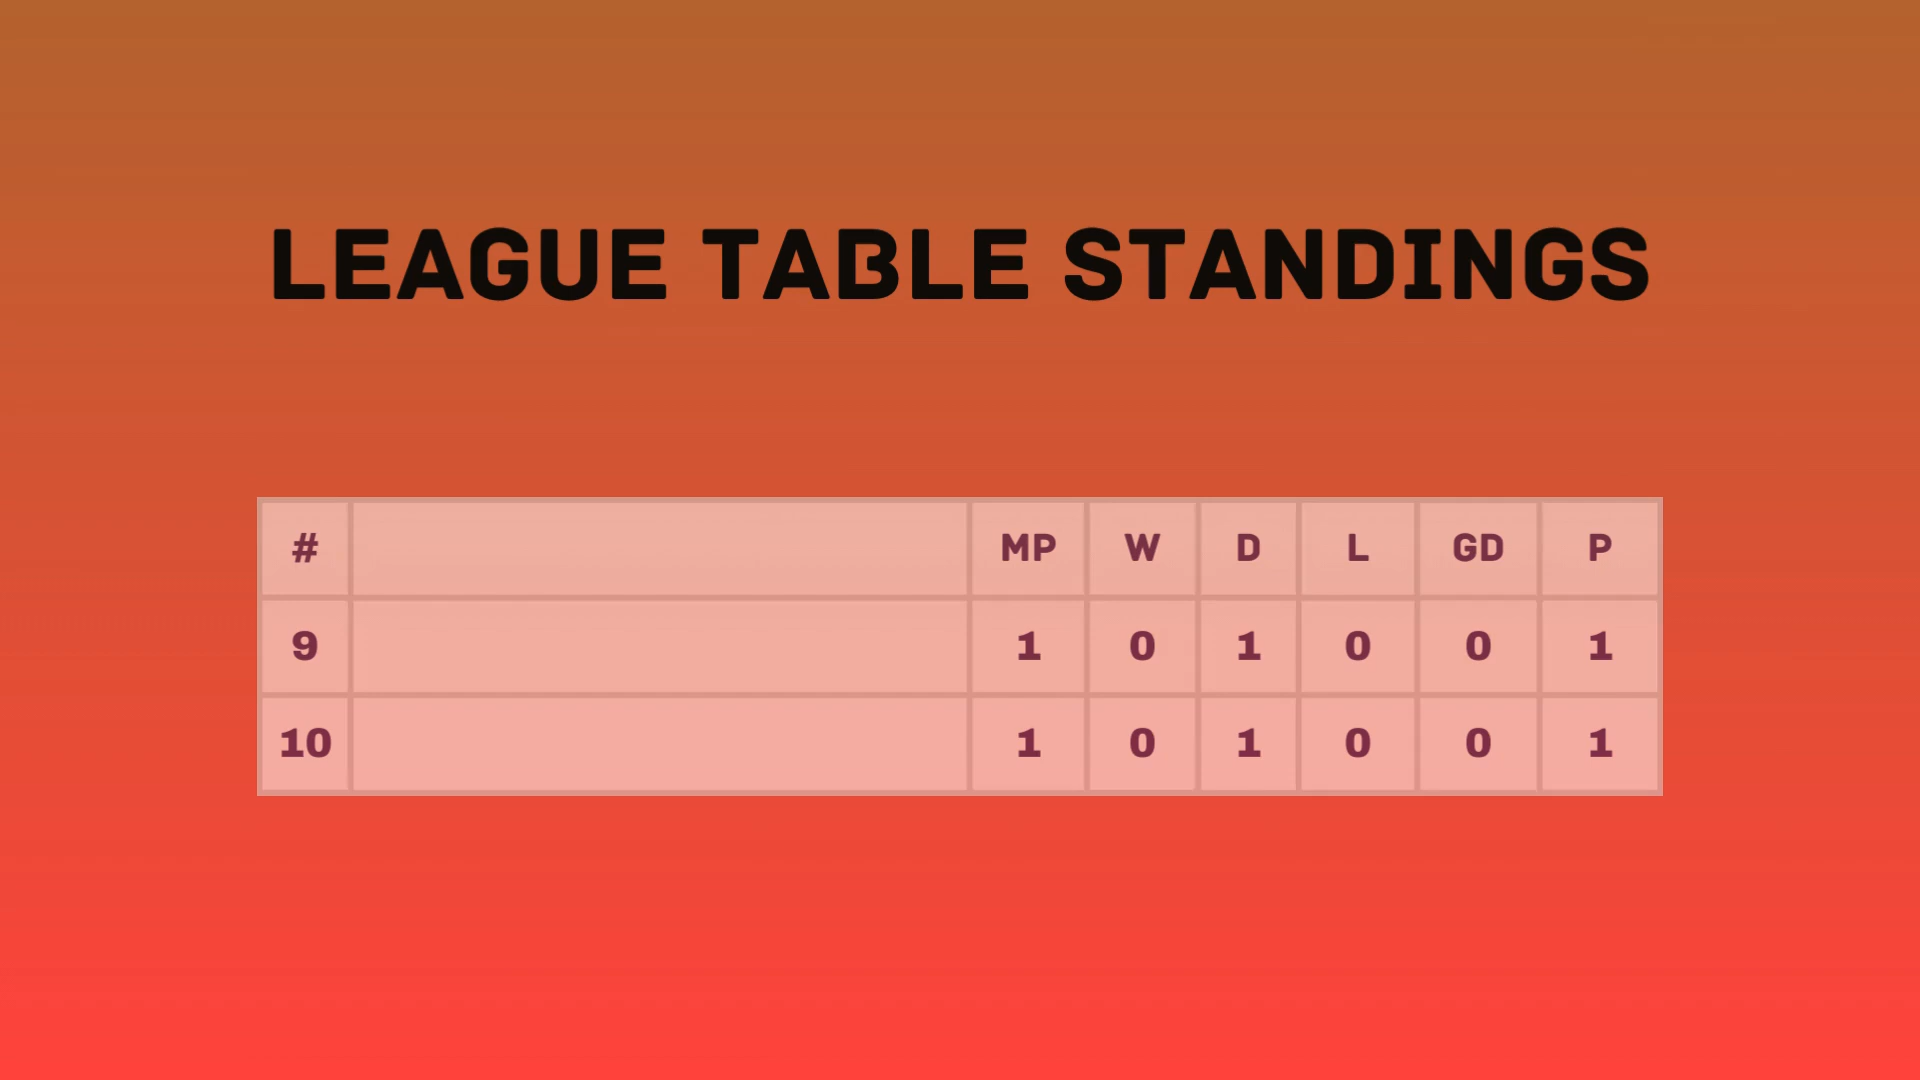 LEAGUE TABLE STANDINGS
# MP W D L GD P
9 1 0 1 0 0 1
10 1 0 1 0 0 1